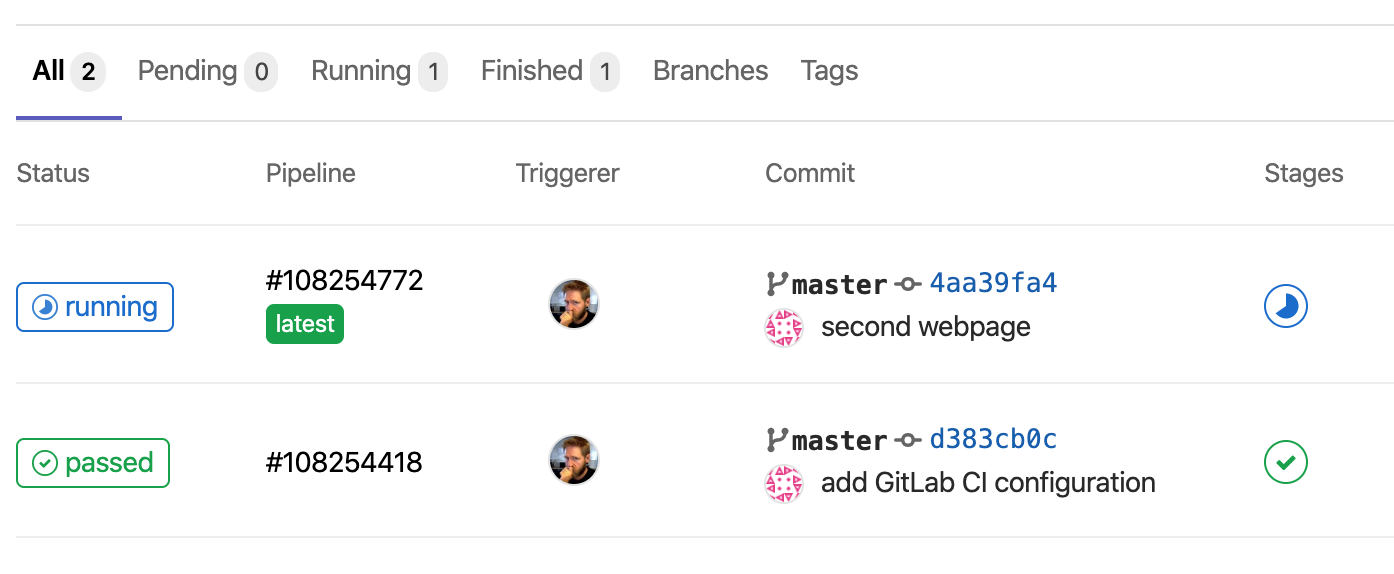 All 2 Pending 0 Running 1 Finished 1 Branches Tags
Status Pipeline Triggerer Commit Stages
running #108254772 master 4aa39fa4
latest second webpage
passed #108254418 master d383cb0c
add GitLab CI configuration